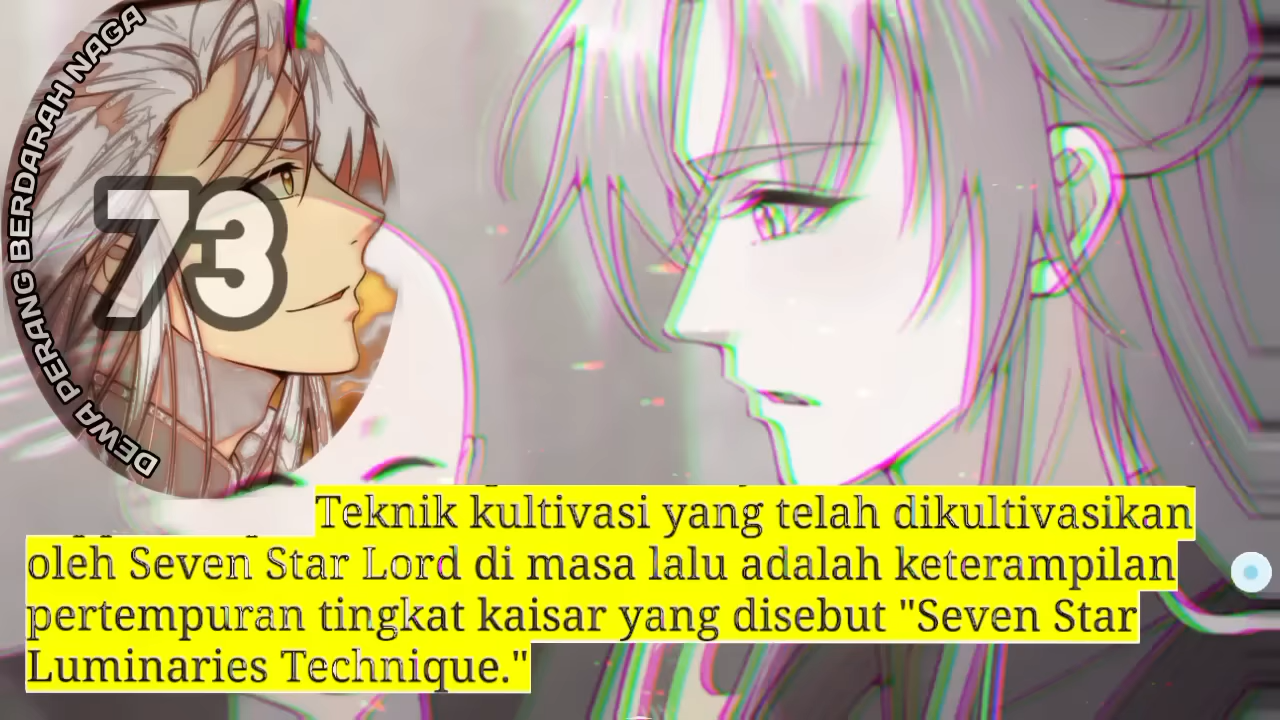 DEWA PERANG BERDARAH NAGA
73
Teknik kultivasi yang telah dikultivasikan
oleh Seven Star Lord di masa lalu adalah keterampilan
pertempuran tingkat kaisar yang disebut "Seven Star
Luminaries Technique."